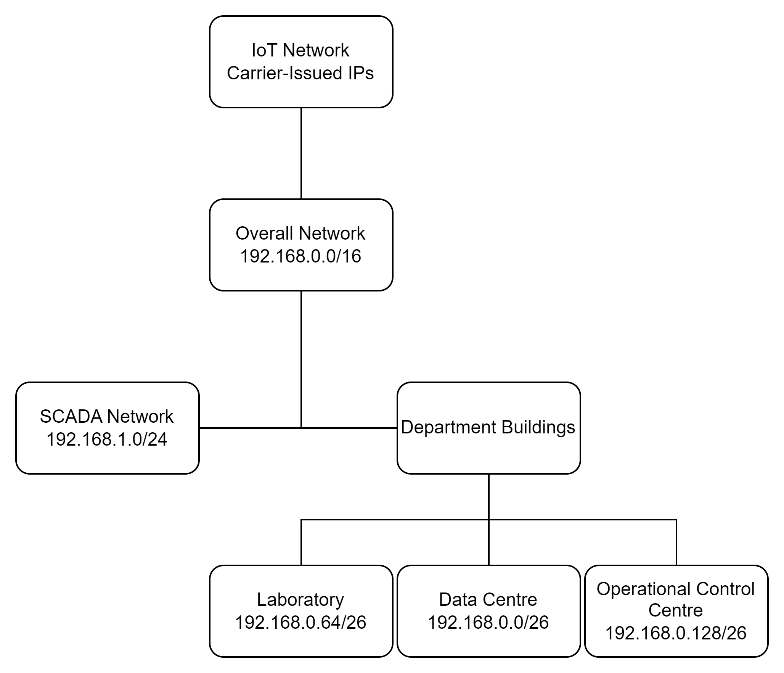 IoT Network
Carrier-Issued IPs
Overall Network
192.168.0.0/16
SCADA Network
192.168.1.0/24
Department Buildings
Laboratory
192.168.0.64/26
Data Centre
192.168.0.0/26
Operational Control
Centre
192.168.0.128/26